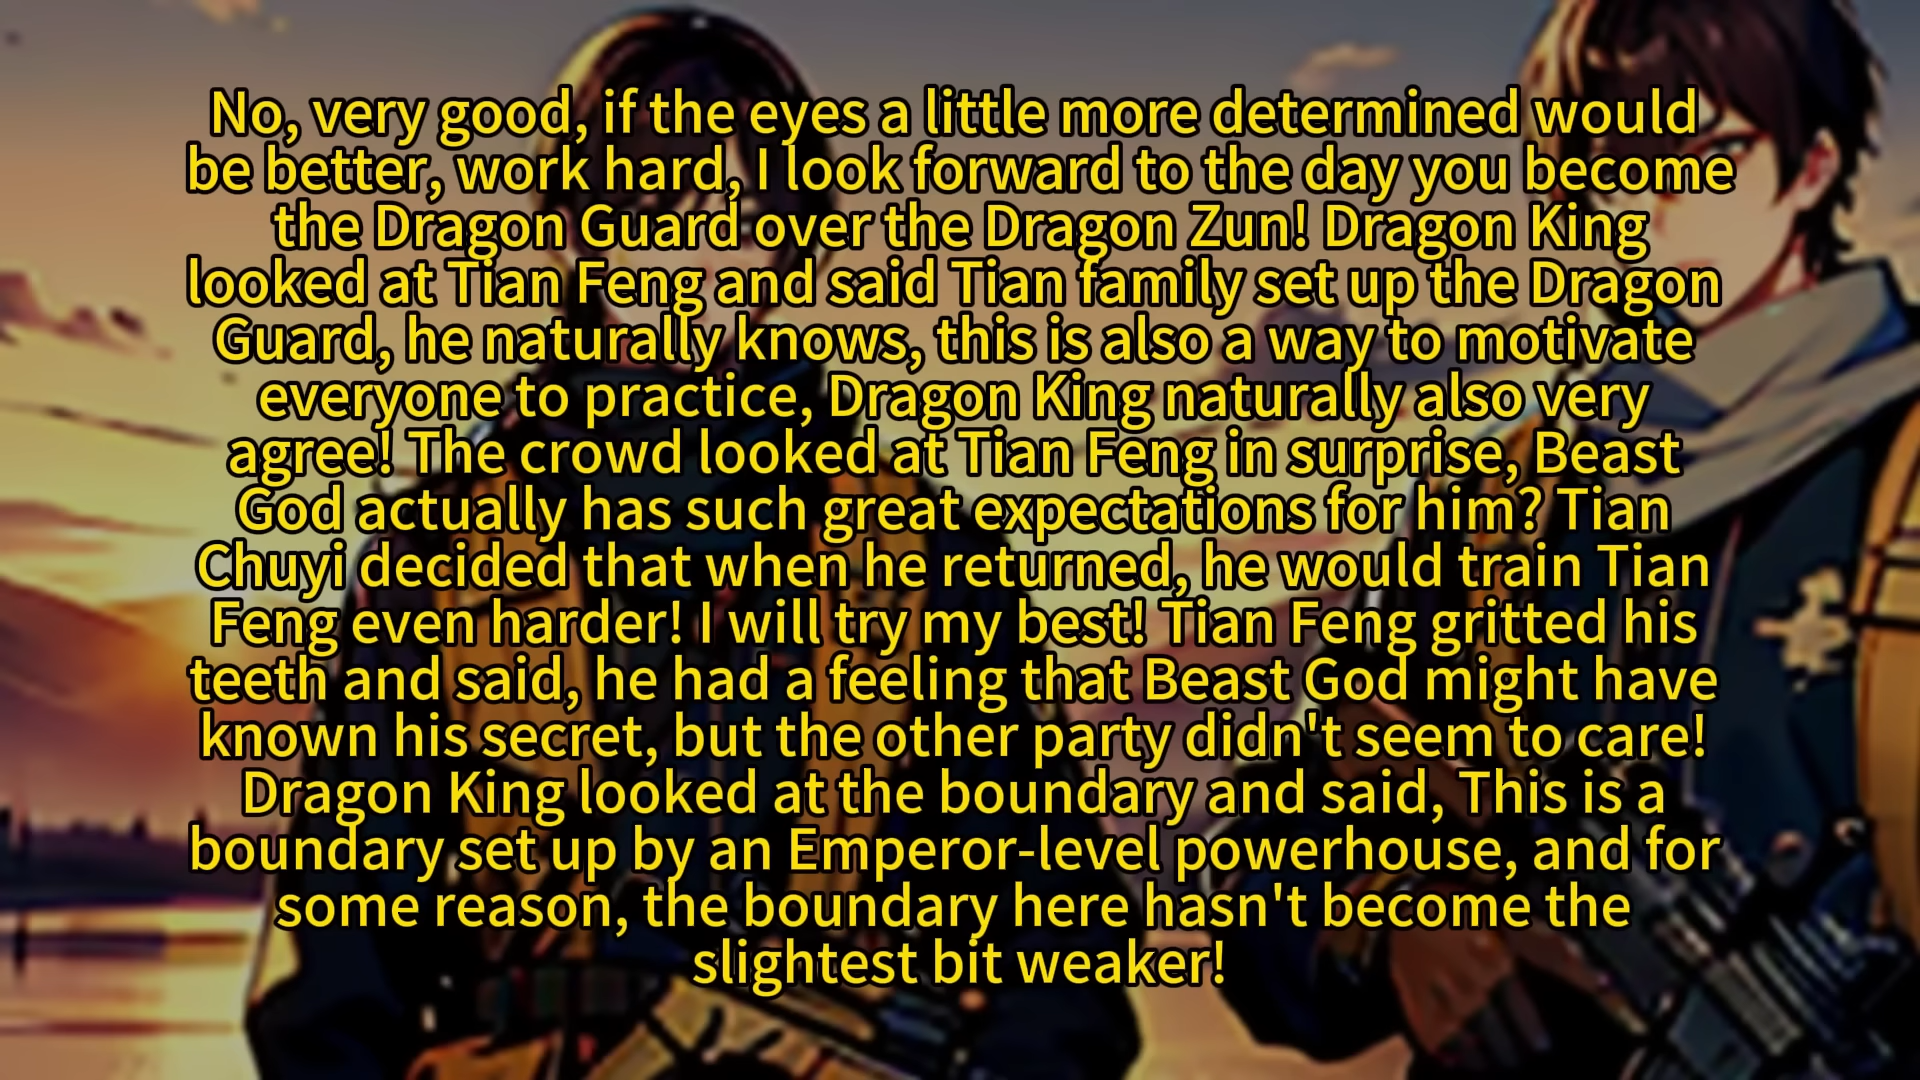 No, very good, if the eyes a little more determined would
be better, work hard, I look forward to the day you become
the Dragon Guard over the Dragon Zun! Dragon King
looked at Tian Feng and said Tian family set up the Dragon
Guard, he naturally knows, this is also a way to motivate
everyone to practice, Dragon King naturally also very
agree! The crowd looked at Tian Feng in surprise, Beast
God actually has such great expectations for him? Tian
Chuyi decided that when he returned, he would train Tian
Feng even harder! I will try my best! Tian Feng gritted his
teeth and said, he had a feeling that Beast God might have
known his secret, but the other party didn't seem to care!
Dragon King looked at the boundary and said, This is a
boundary set up by an Emperor-level powerhouse, and for
some reason, the boundary here hasn't become the
slightest bit weaker!